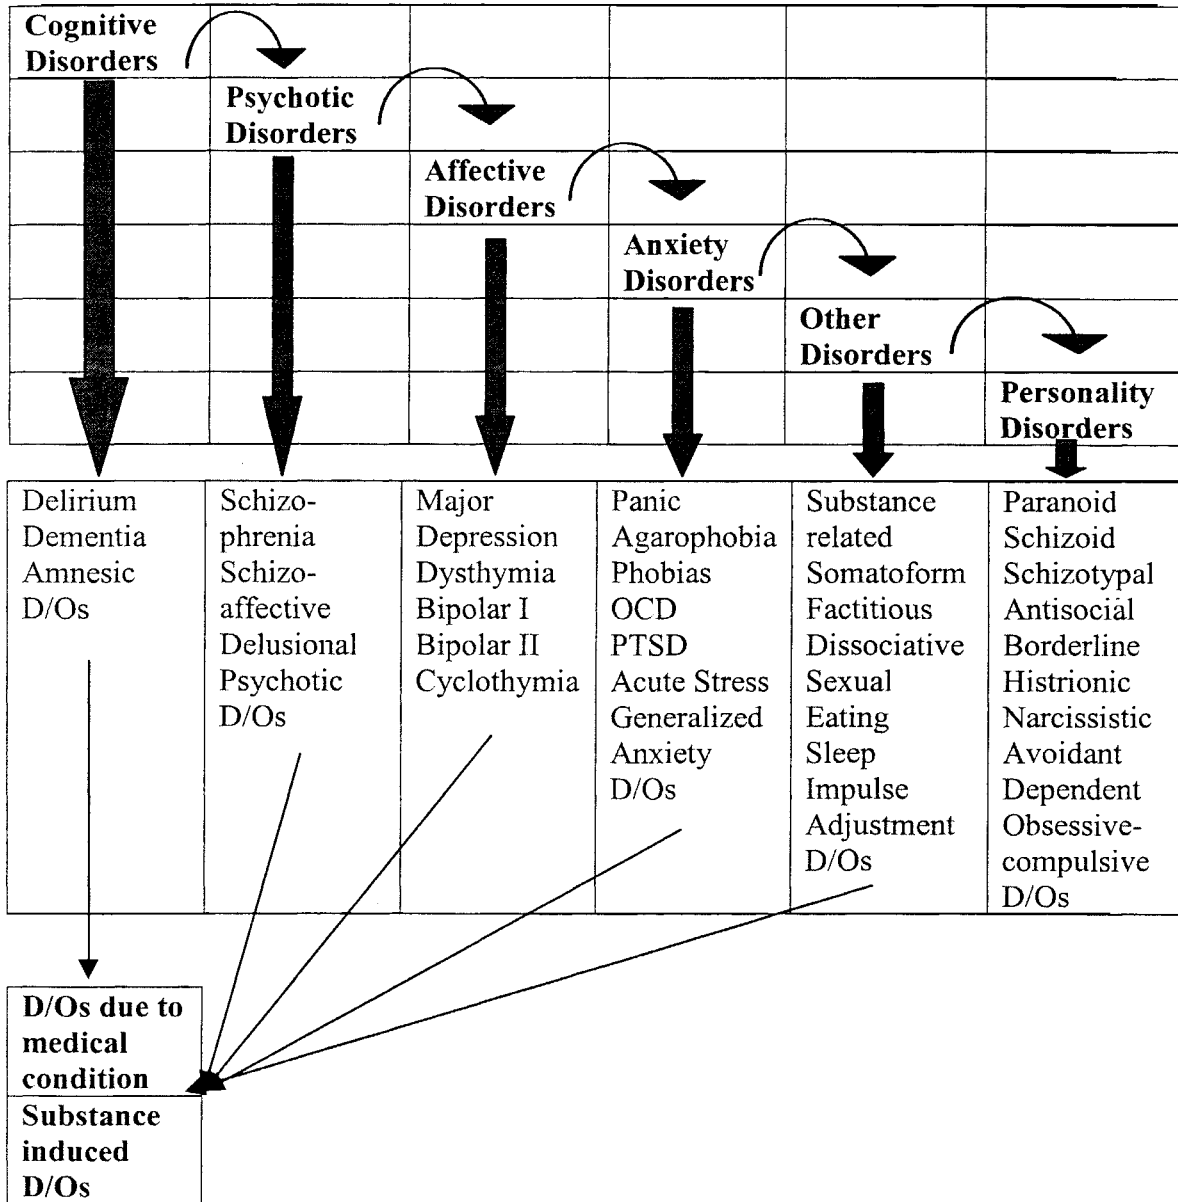 Cognitive
Disorders
Psychotic
Disorders
Affective
Disorders
Anxiety
Disorders
Other
Disorders
Personality
Disorders
Delirium
Dementia
Amnesic
D/Os
Schizo-
phrenia
Schizo-
affective
Delusional
Psychotic
D/Os
Major
Depression
Dysthymia
Bipolar I
Bipolar II
Cyclothymia
Panic
Agarophobia
Phobias
OCD
PTSD
Acute Stress
Generalized
Anxiety
D/Os
Substance
related
Somatoform
Factitious
Dissociative
Sexual
Eating
Sleep
Impulse
Adjustment
D/Os
Paranoid
Schizoid
Schizotypal
Antisocial
Borderline
Histrionic
Narcissistic
Avoidant
Dependent
Obsessive-
compulsive
D/Os
D/Os due to
medical
condition
Substance
induced
D/Os